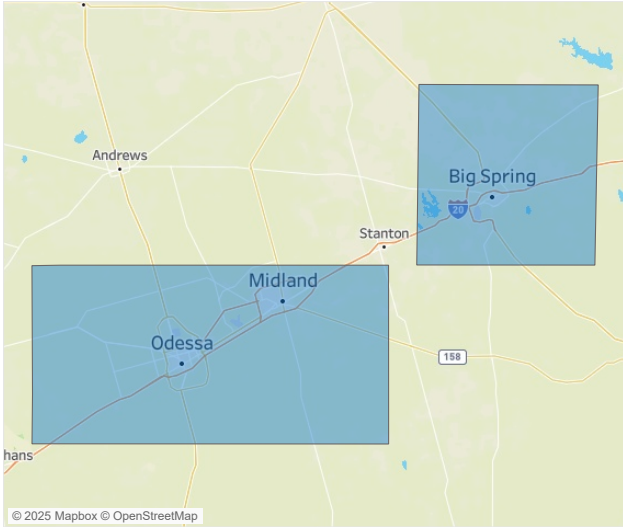 Andrews
Big Spring
20
Stanton
Midland
Odessa
158
hans
© 2025 Mapbox © OpenStreetMap